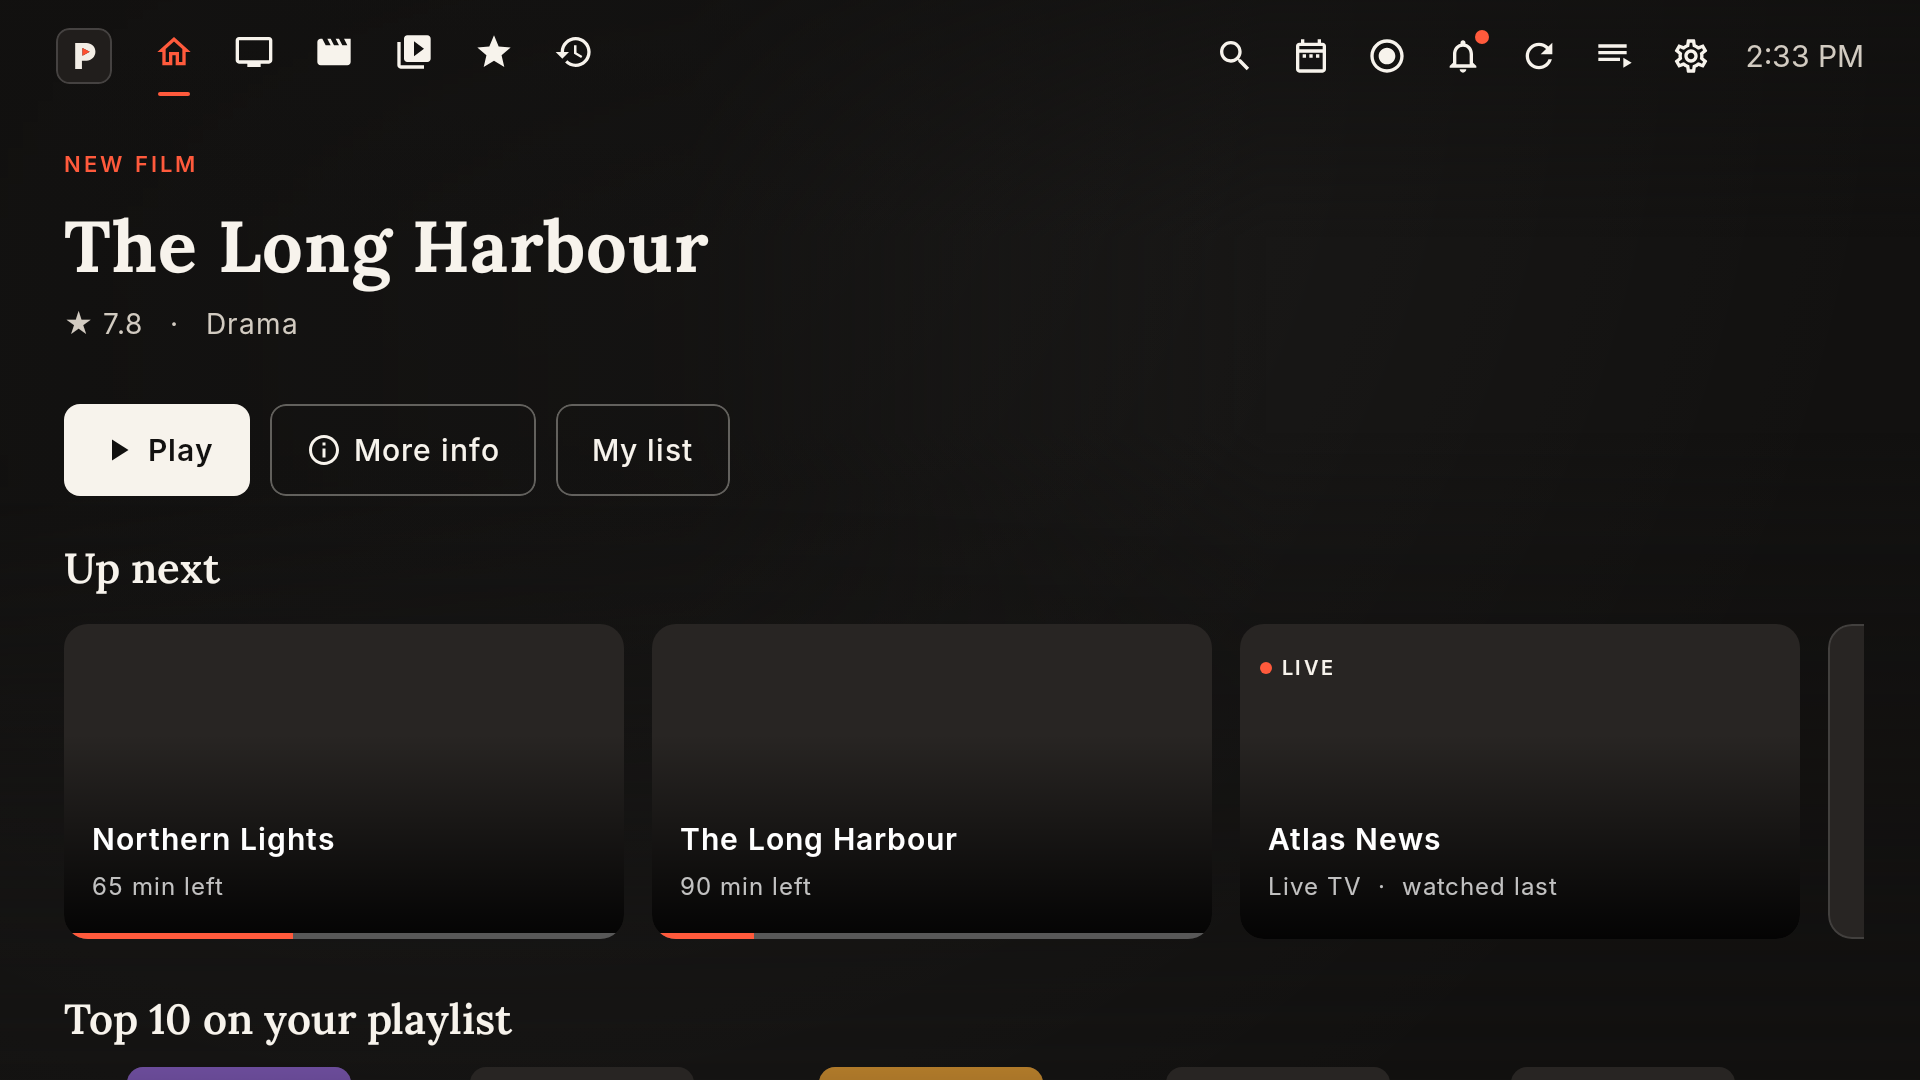 P
2:33 PM
NEW FILM
The Long Harbour
★ 7.8 · Drama
Play
More info
My list
Up next
LIVE
Northern Lights
65 min left
The Long Harbour
90 min left
Atlas News
Live TV · watched last
Top 10 on your playlist